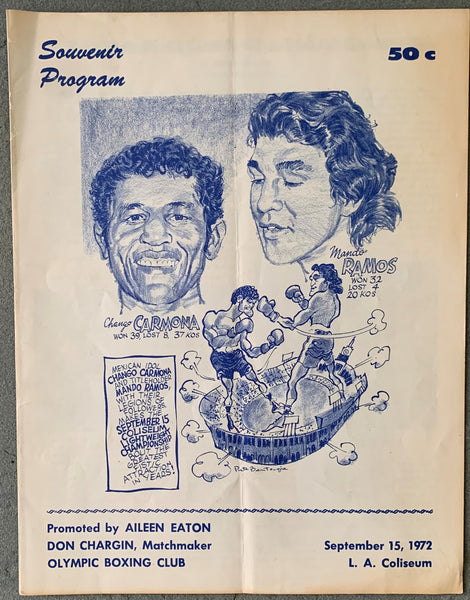 Souvenir
Program
50 c
Mando
RAMOS
WON 32
LOST 4
20 KOS
Chango CARMONA
WON 39, LOST 8, 37 KOS
MEXICAN IDOL
CHANGO CARMONA
AND TITLEHOLDER
MANDO RAMOS,
WITH THEIR
LEGIONS OF
FOLLOWERS,
MAKES THE
SEPTEMBER 15
COLISEUM
LIGHTWEIGHT
CHAMPIONSHIP
BOUT THE
GREATEST
FISTIC
ATTRACTION
IN YEARS!
Promoted by AILEEN EATON
DON CHARGIN, Matchmaker
OLYMPIC BOXING CLUB
September 15, 1972
L. A. Coliseum